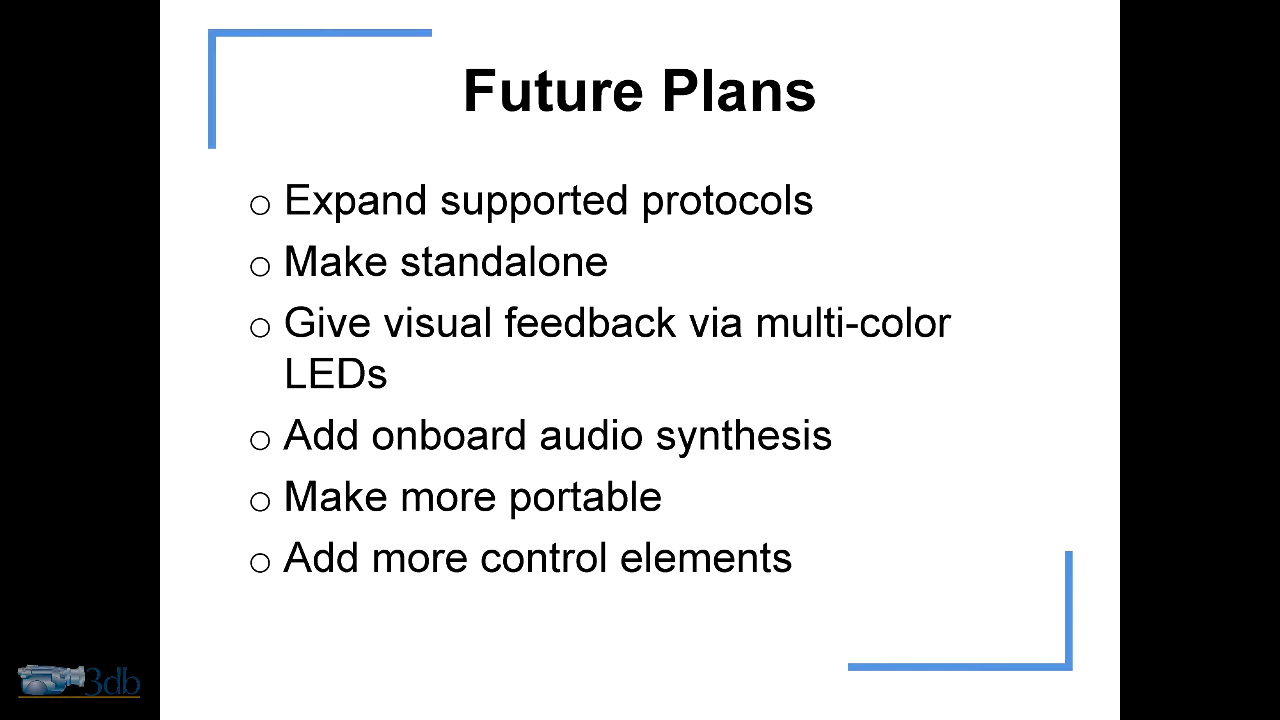 Future Plans
Expand supported protocols
Make standalone
Give visual feedback via multi-color
LEDs
Add onboard audio synthesis
Make more portable
Add more control elements
3db